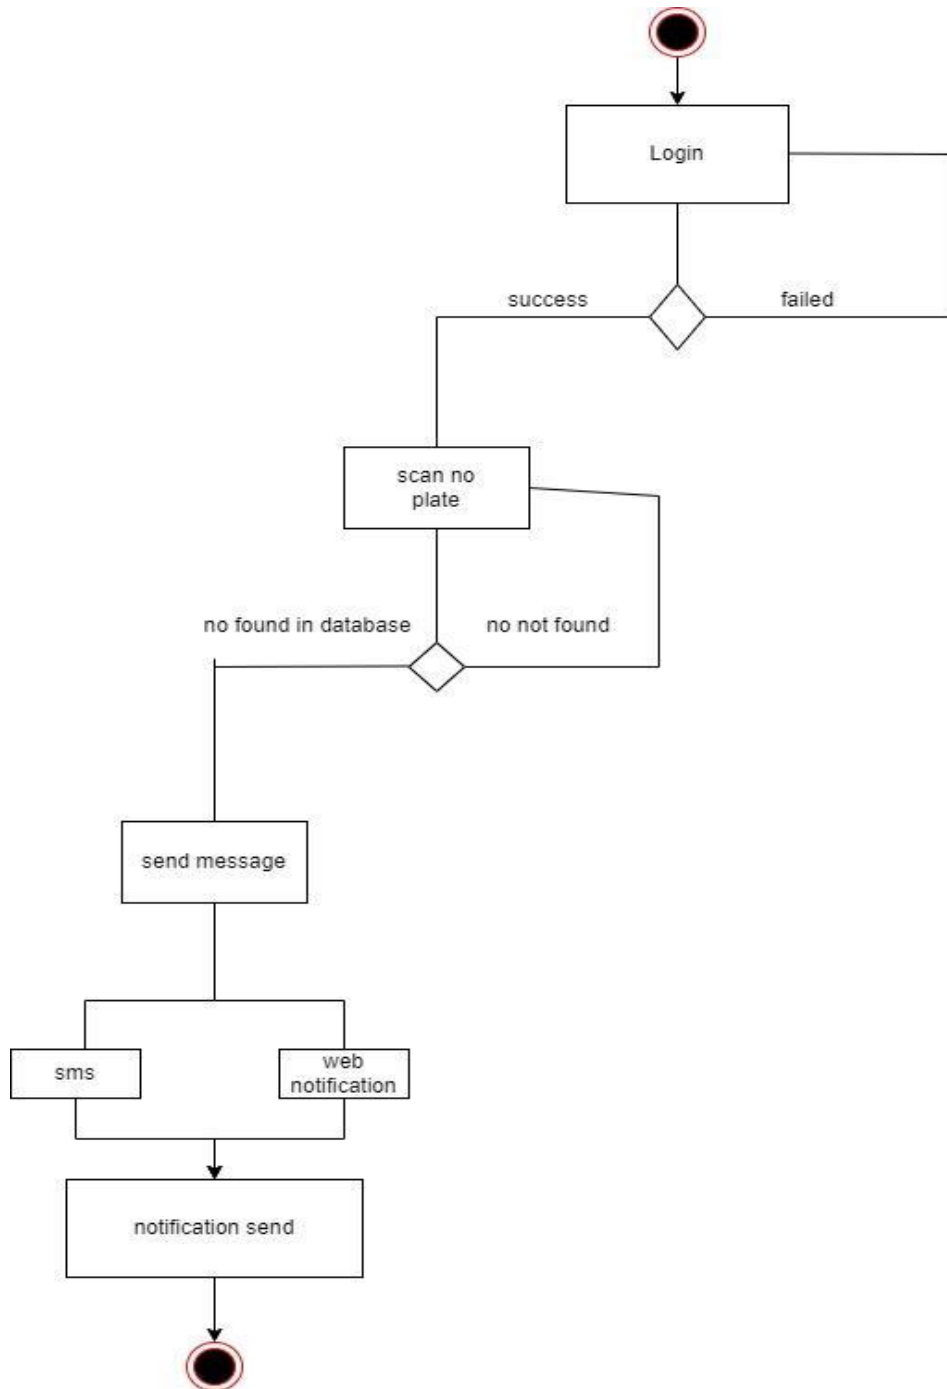 Login
success
failed
scan no
plate
no found in database
no not found
send message
sms
web
notification
notification send